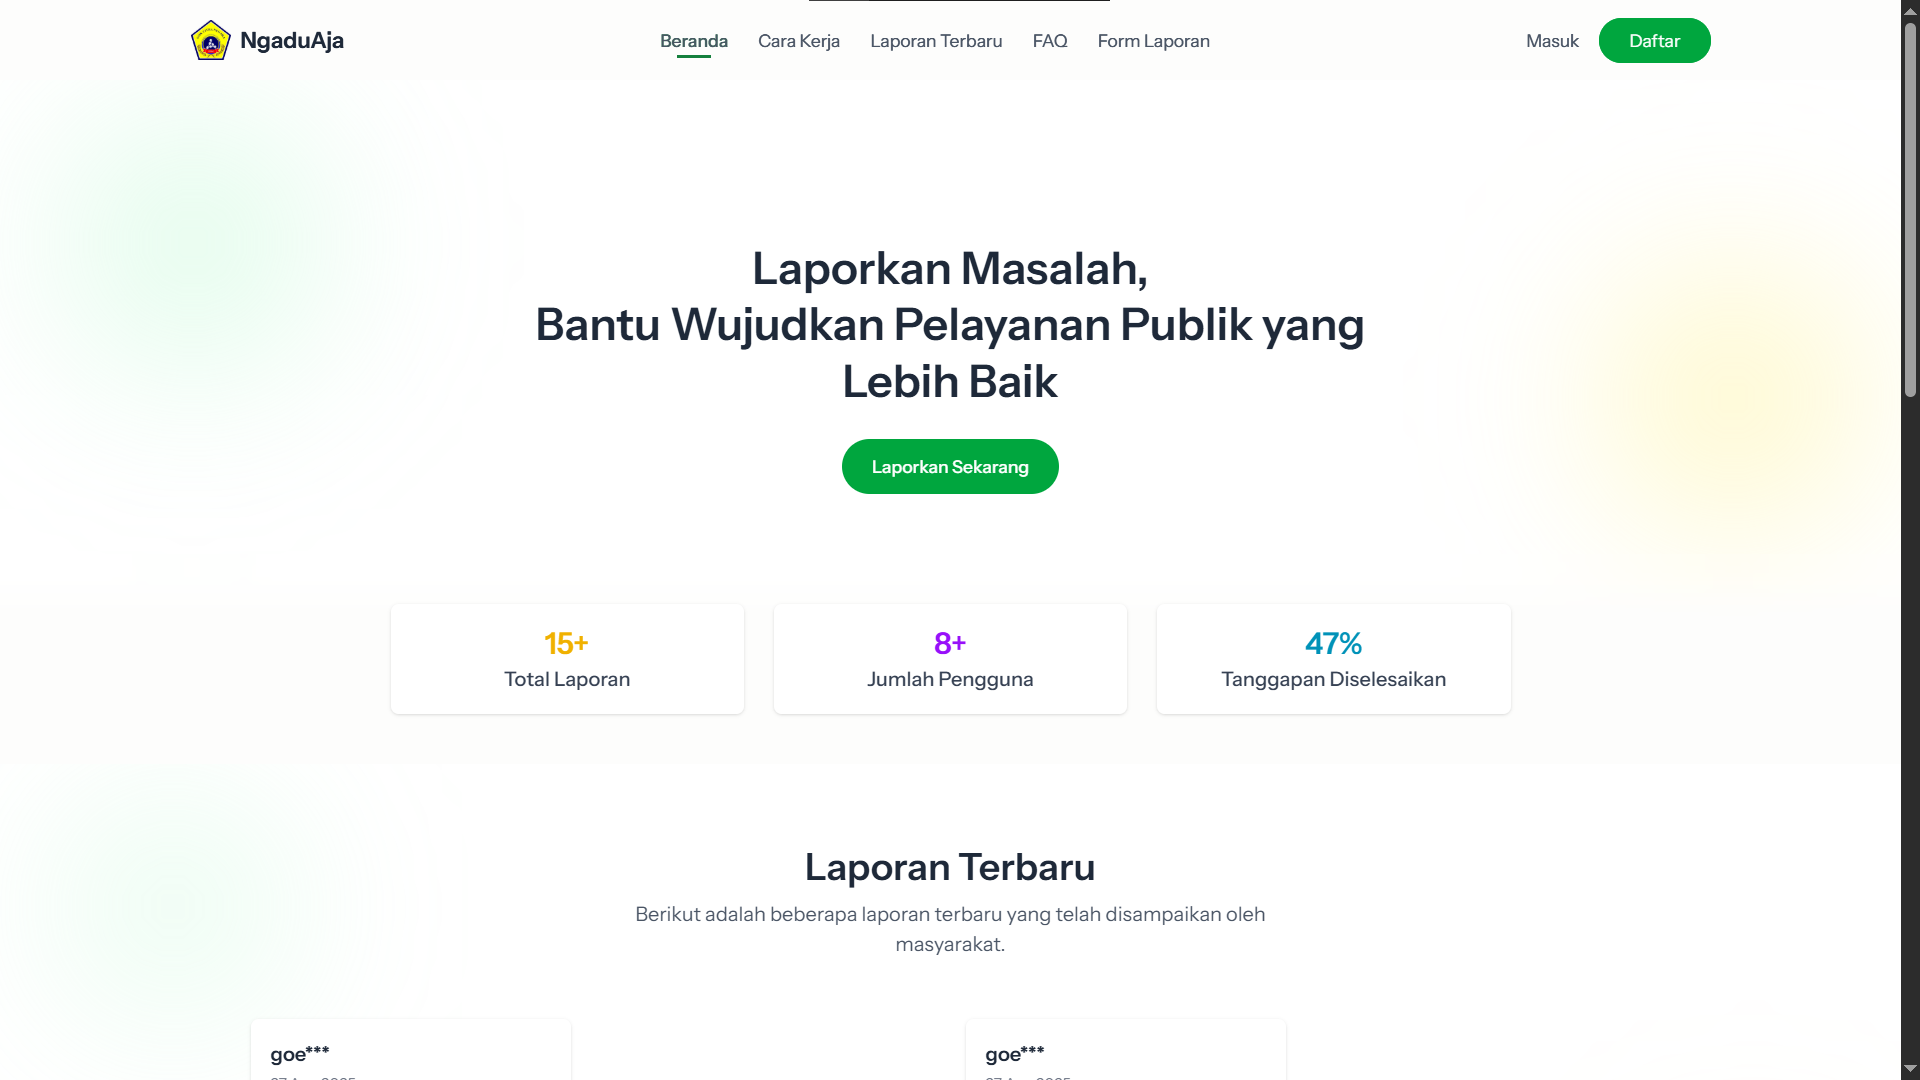 NgaduAja
Beranda
Cara Kerja
Laporan Terbaru
FAQ
Form Laporan
Masuk
Daftar
Laporkan Masalah,
Bantu Wujudkan Pelayanan Publik yang
Lebih Baik
Laporkan Sekarang
15+
Total Laporan
8+
Jumlah Pengguna
47%
Tanggapan Diselesaikan
Laporan Terbaru
Berikut adalah beberapa laporan terbaru yang telah disampaikan oleh
masyarakat.
goe***
goe***